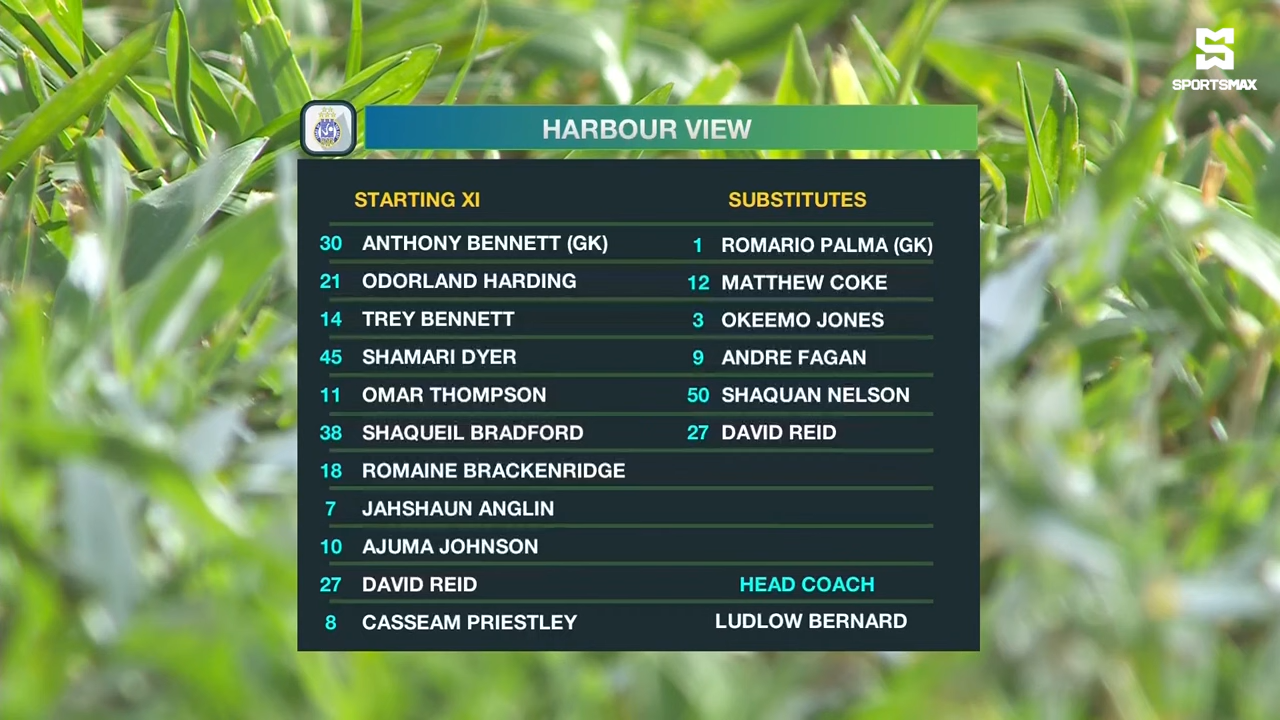 SPORTSMAX
HARBOUR VIEW
STARTING XI
30 ANTHONY BENNETT (GK)
21 ODORLAND HARDING
14 TREY BENNETT
45 SHAMARI DYER
11 OMAR THOMPSON
38 SHAQUEIL BRADFORD
18 ROMAINE BRACKENRIDGE
7 JAHSHAUN ANGLIN
10 AJUMA JOHNSON
27 DAVID REID
8 CASSEAM PRIESTLEY
SUBSTITUTES
1 ROMARIO PALMA (GK)
12 MATTHEW COKE
3 OKEEMO JONES
9 ANDRE FAGAN
50 SHAQUAN NELSON
27 DAVID REID
HEAD COACH
LUDLOW BERNARD